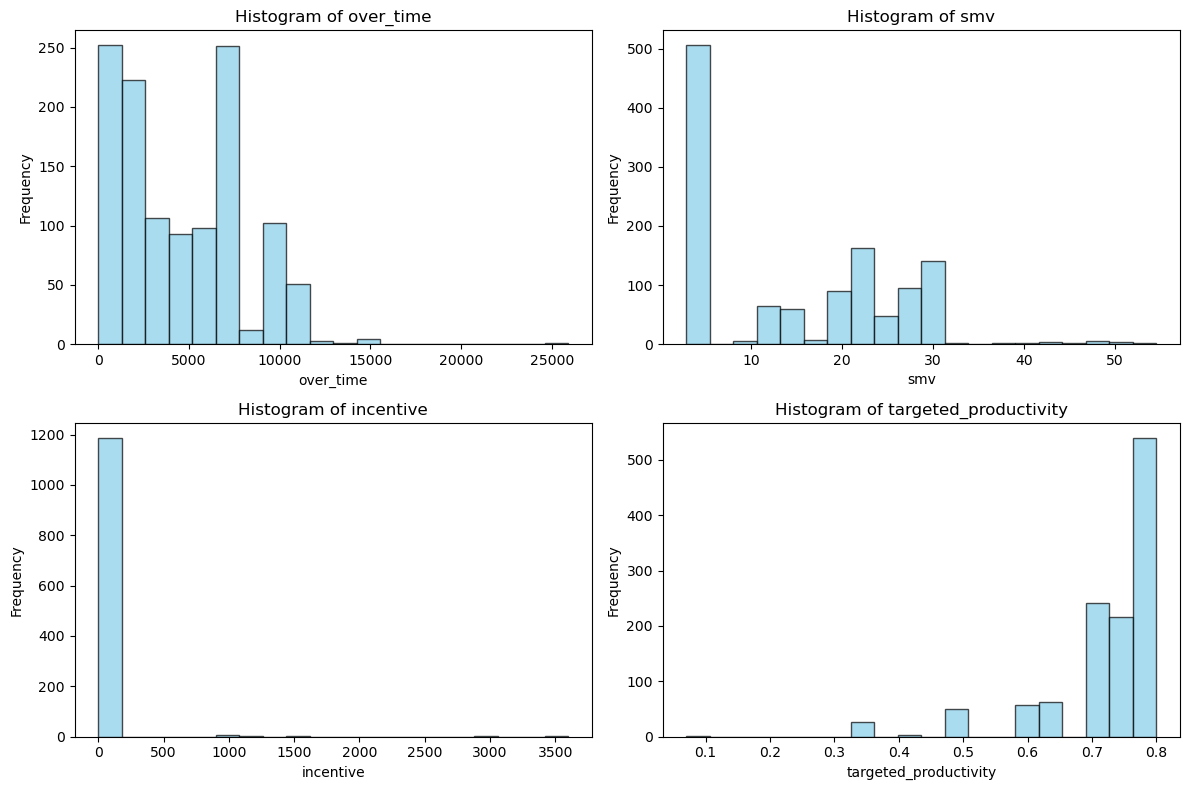 Histogram of over_time
Frequency
250
200
150
100
50
0
0 5000 10000 15000 20000 25000
over_time
Histogram of smv
Frequency
500
400
300
200
100
0
10 20 30 40 50
smv
Histogram of incentive
Frequency
1200
1000
800
600
400
200
0
0 500 1000 1500 2000 2500 3000 3500
incentive
Histogram of targeted_productivity
Frequency
500
400
300
200
100
0
0.1 0.2 0.3 0.4 0.5 0.6 0.7 0.8
targeted_productivity